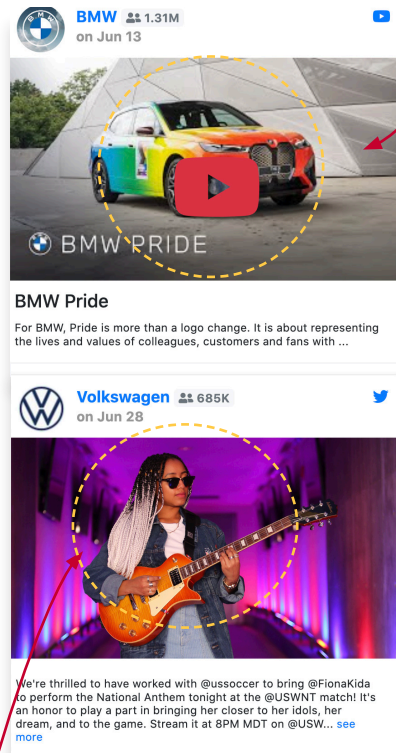 BMW 1.31M
on Jun 13
BMW PRIDE
BMW Pride
For BMW, Pride is more than a logo change. It is about representing
the lives and values of colleagues, customers and fans with ...
Volkswagen 685K
on Jun 28
We're thrilled to have worked with @ussoccer to bring @FionaKida
to perform the National Anthem tonight at the @USWNT match! It's
an honor to play a part in bringing her closer to her idols, her
dream, and to the game. Stream it at 8PM MDT on @USW... see
more